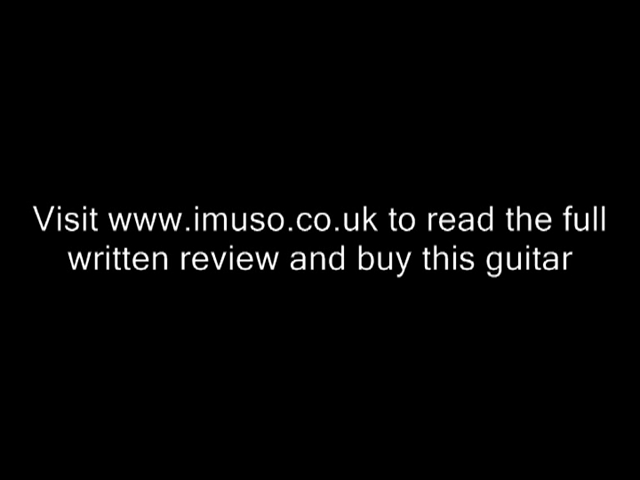 Visit www.imuso.co.uk to read the full
written review and buy this guitar